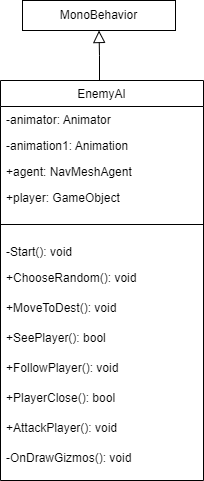 MonoBehavior
EnemyAI
-animator: Animator
-animation1: Animation
+agent: NavMeshAgent
+player: GameObject
-Start(): void
+ChooseRandom(): void
+MoveToDest(): void
+SeePlayer(): bool
+FollowPlayer(): void
+PlayerClose(): bool
+AttackPlayer(): void
-OnDrawGizmos(): void